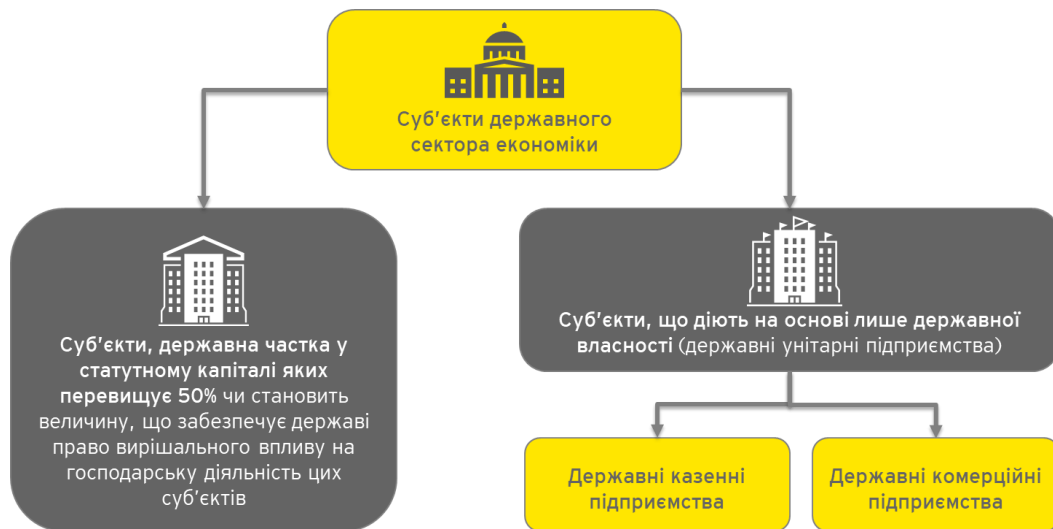 Суб’єкти державного
сектора економіки
Суб’єкти, державна частка у
статутному капіталі яких
перевищує 50% чи становить
величину, що забезпечує державі
право вирішального впливу на
господарську діяльність цих
суб’єктів
Суб’єкти, що діють на основі лише державної
власності (державні унітарні підприємства)
Державні казенні
підприємства
Державні комерційні
підприємства